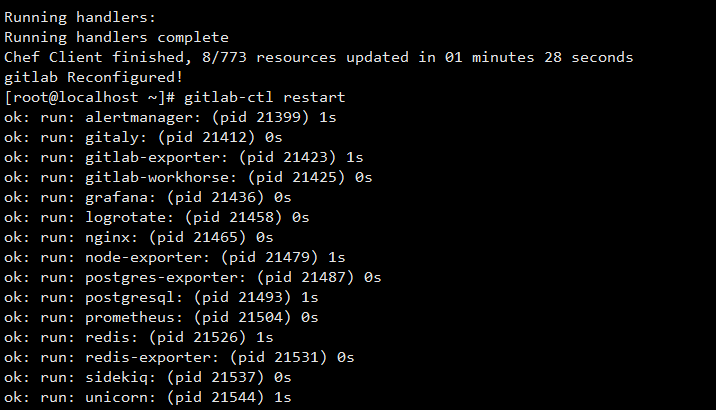 Running handlers:
Running handlers complete
Chef Client finished, 8/773 resources updated in 01 minutes 28 seconds
gitlab Reconfigured!
[root@localhost ~]# gitlab-ctl restart
ok: run: alertmanager: (pid 21399) 1s
ok: run: gitaly: (pid 21412) 0s
ok: run: gitlab-exporter: (pid 21423) 1s
ok: run: gitlab-workhorse: (pid 21425) 0s
ok: run: grafana: (pid 21436) 0s
ok: run: logrotate: (pid 21458) 0s
ok: run: nginx: (pid 21465) 0s
ok: run: node-exporter: (pid 21479) 1s
ok: run: postgres-exporter: (pid 21487) 0s
ok: run: postgresql: (pid 21493) 1s
ok: run: prometheus: (pid 21504) 0s
ok: run: redis: (pid 21526) 1s
ok: run: redis-exporter: (pid 21531) 0s
ok: run: sidekiq: (pid 21537) 0s
ok: run: unicorn: (pid 21544) 1s